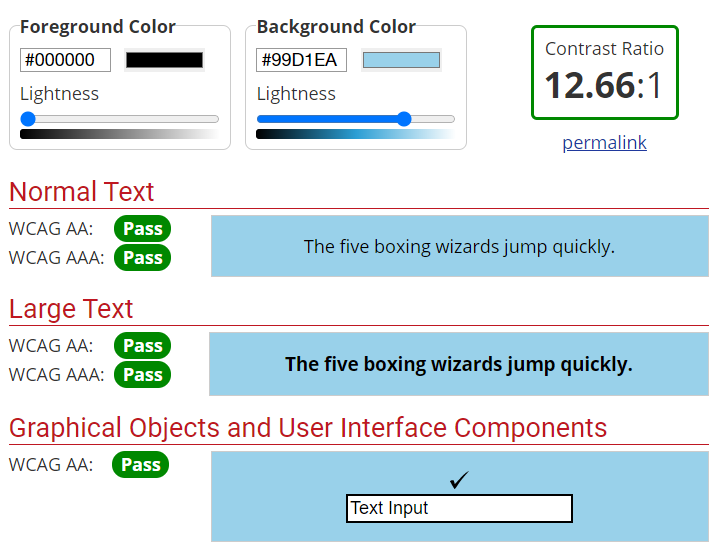 Foreground Color
#000000
Lightness
Background Color
#99D1EA
Lightness
Contrast Ratio
12.66:1
permalink
Normal Text
WCAG AA: Pass
WCAG AAA: Pass
The five boxing wizards jump quickly.
Large Text
WCAG AA: Pass
WCAG AAA: Pass
The five boxing wizards jump quickly.
Graphical Objects and User Interface Components
WCAG AA: Pass
Text Input